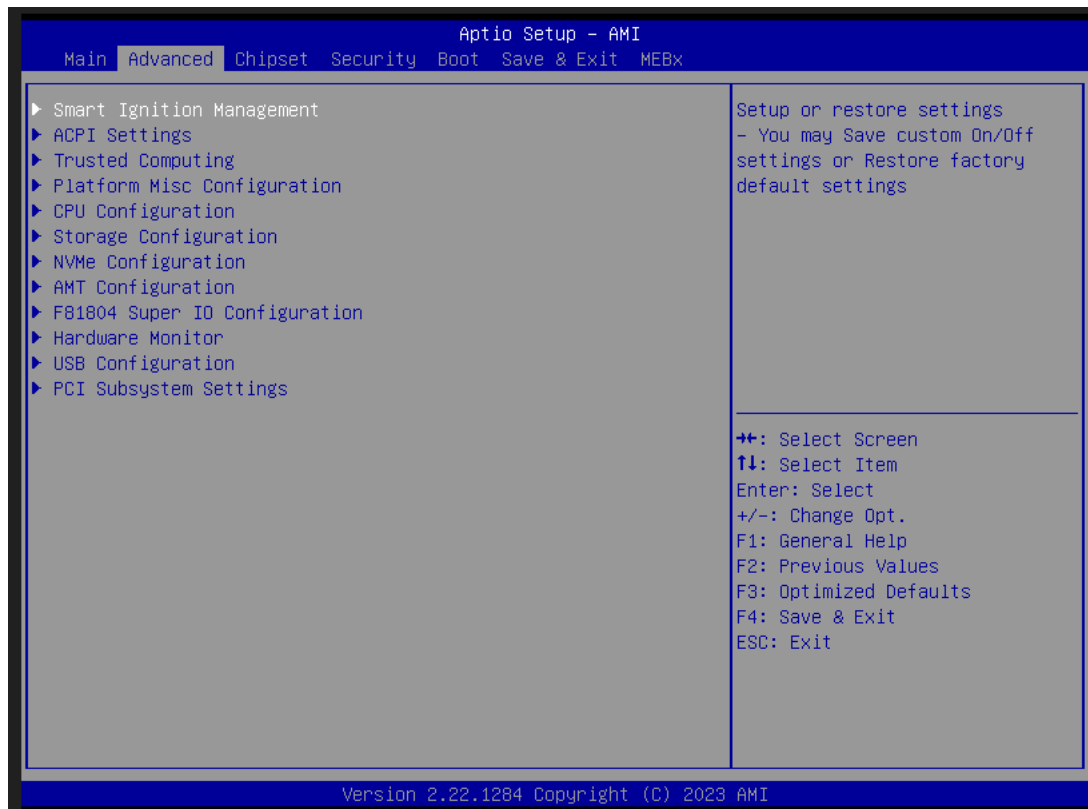 Aptio Setup – AMI
Main Advanced Chipset Security Boot Save & Exit MEBx
▶ Smart Ignition Management
▶ ACPI Settings
▶ Trusted Computing
▶ Platform Misc Configuration
▶ CPU Configuration
▶ Storage Configuration
▶ NVMe Configuration
▶ AMT Configuration
▶ F81804 Super IO Configuration
▶ Hardware Monitor
▶ USB Configuration
▶ PCI Subsystem Settings
Setup or restore settings
– You may Save custom On/Off
settings or Restore factory
default settings
→←: Select Screen
↑↓: Select Item
Enter: Select
+/–: Change Opt.
F1: General Help
F2: Previous Values
F3: Optimized Defaults
F4: Save & Exit
ESC: Exit
Version 2.22.1284 Copyright (C) 2023 AMI